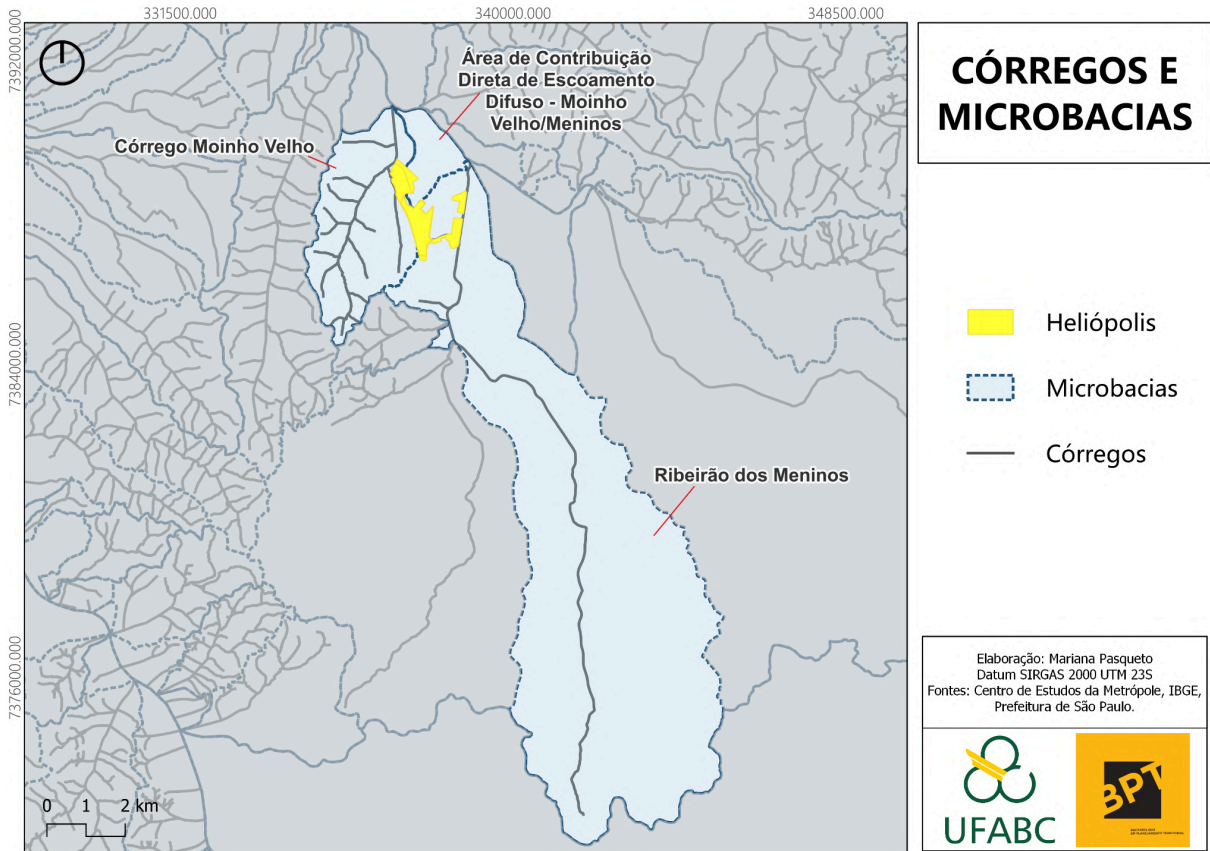 331500.000
340000.000
348500.000
7392000.000
7384000.000
7376000.000
Área de Contribuição
Direta de Escoamento
Difuso - Moinho
Velho/Meninos
Córrego Moinho Velho
Ribeirão dos Meninos
0 1 2 km
CÓRREGOS E
MICROBACIAS
Heliópolis
Microbacias
Córregos
Elaboração: Mariana Pasqueto
Datum SIRGAS 2000 UTM 23S
Fontes: Centro de Estudos da Metrópole, IBGE,
Prefeitura de São Paulo.
UFABC
BPT